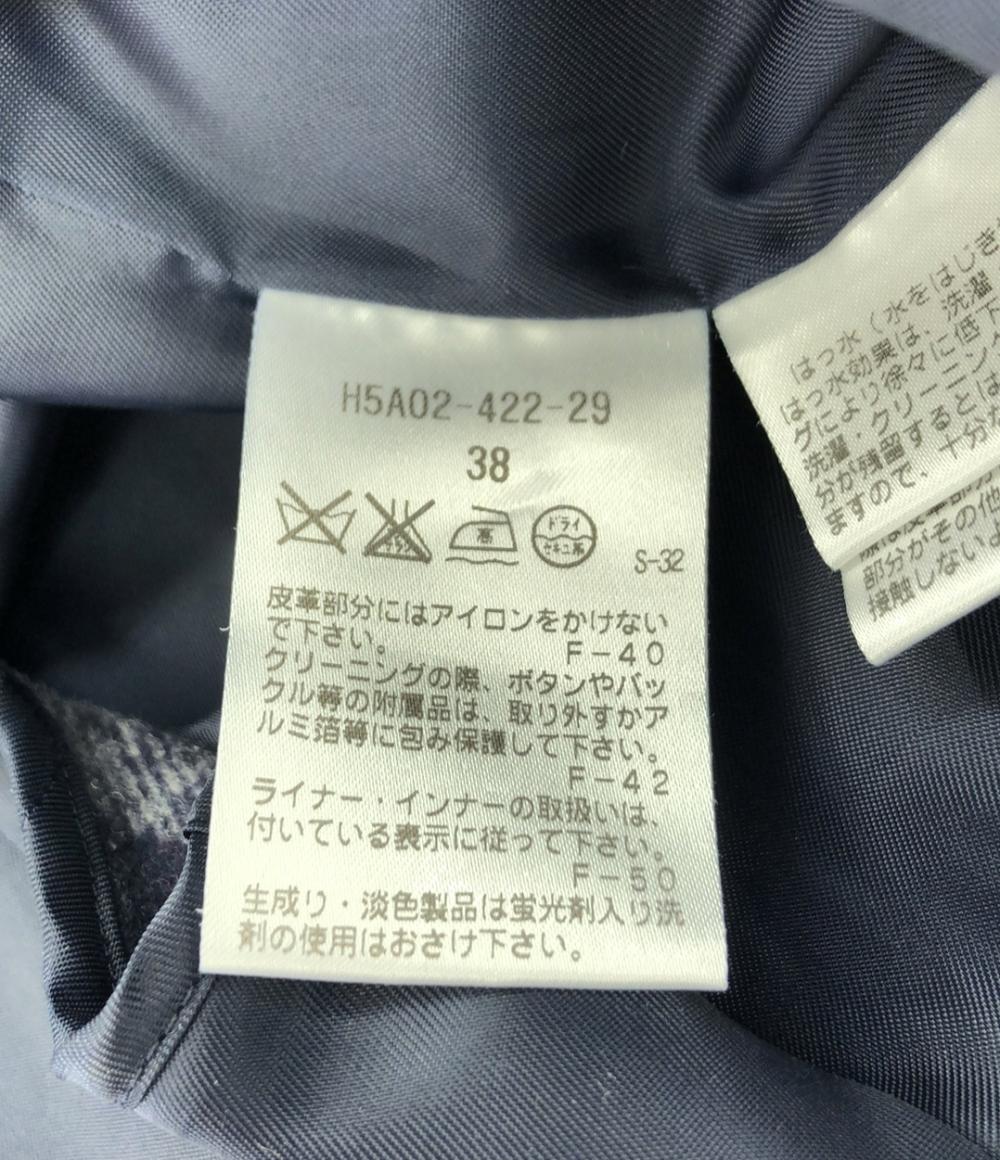 H5A02-422-29
38
エンソサラシ
高
ドライ
セキユ系
S-32
皮革部分にはアイロンをかけない
で下さい。
F-40
クリーニングの際、ボタンやバッ
クル等の附属品は、取り外すかア
ルミ箔等に包み保護して下さい。
F-42
ライナー・インナーの取扱いは、
付いている表示に従って下さい。
F-50
生成り・淡色製品は蛍光剤入り洗
剤の使用はおさけ下さい。
はっ水(水をはじき
はっ水効果は、洗濯
グにより徐々に低下
洗濯・クリーニン
分が残留するとは
ますので、十分な
部分がその他
接触しないよ